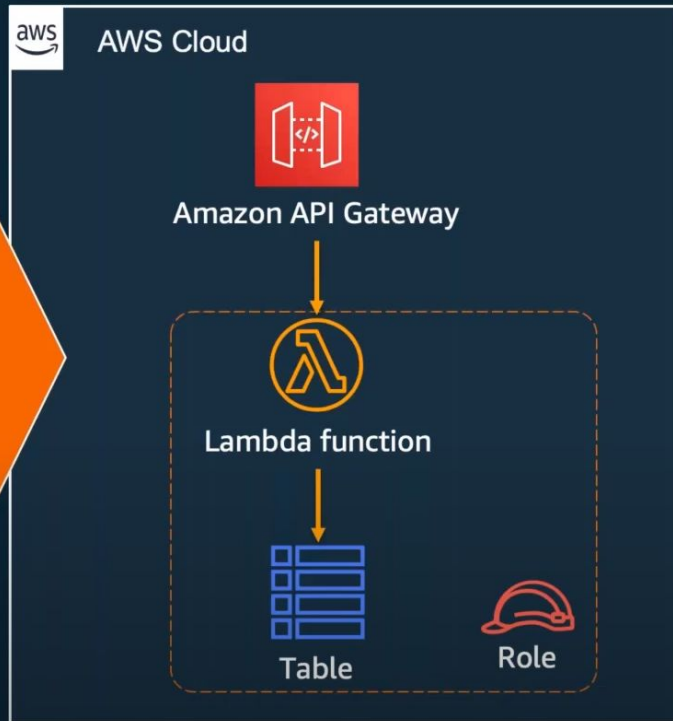 aws
AWS Cloud
</>
Amazon API Gateway
Lambda function
Table
Role